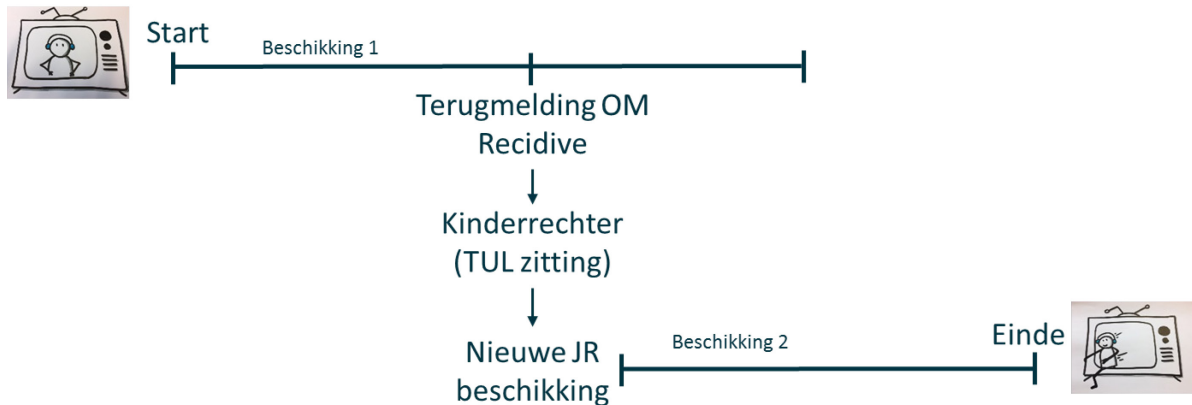 Start
Beschikking 1
Terugmelding OM
Recidive
Kinderrechter
(TUL zitting)
Nieuwe JR
beschikking
Beschikking 2
Einde